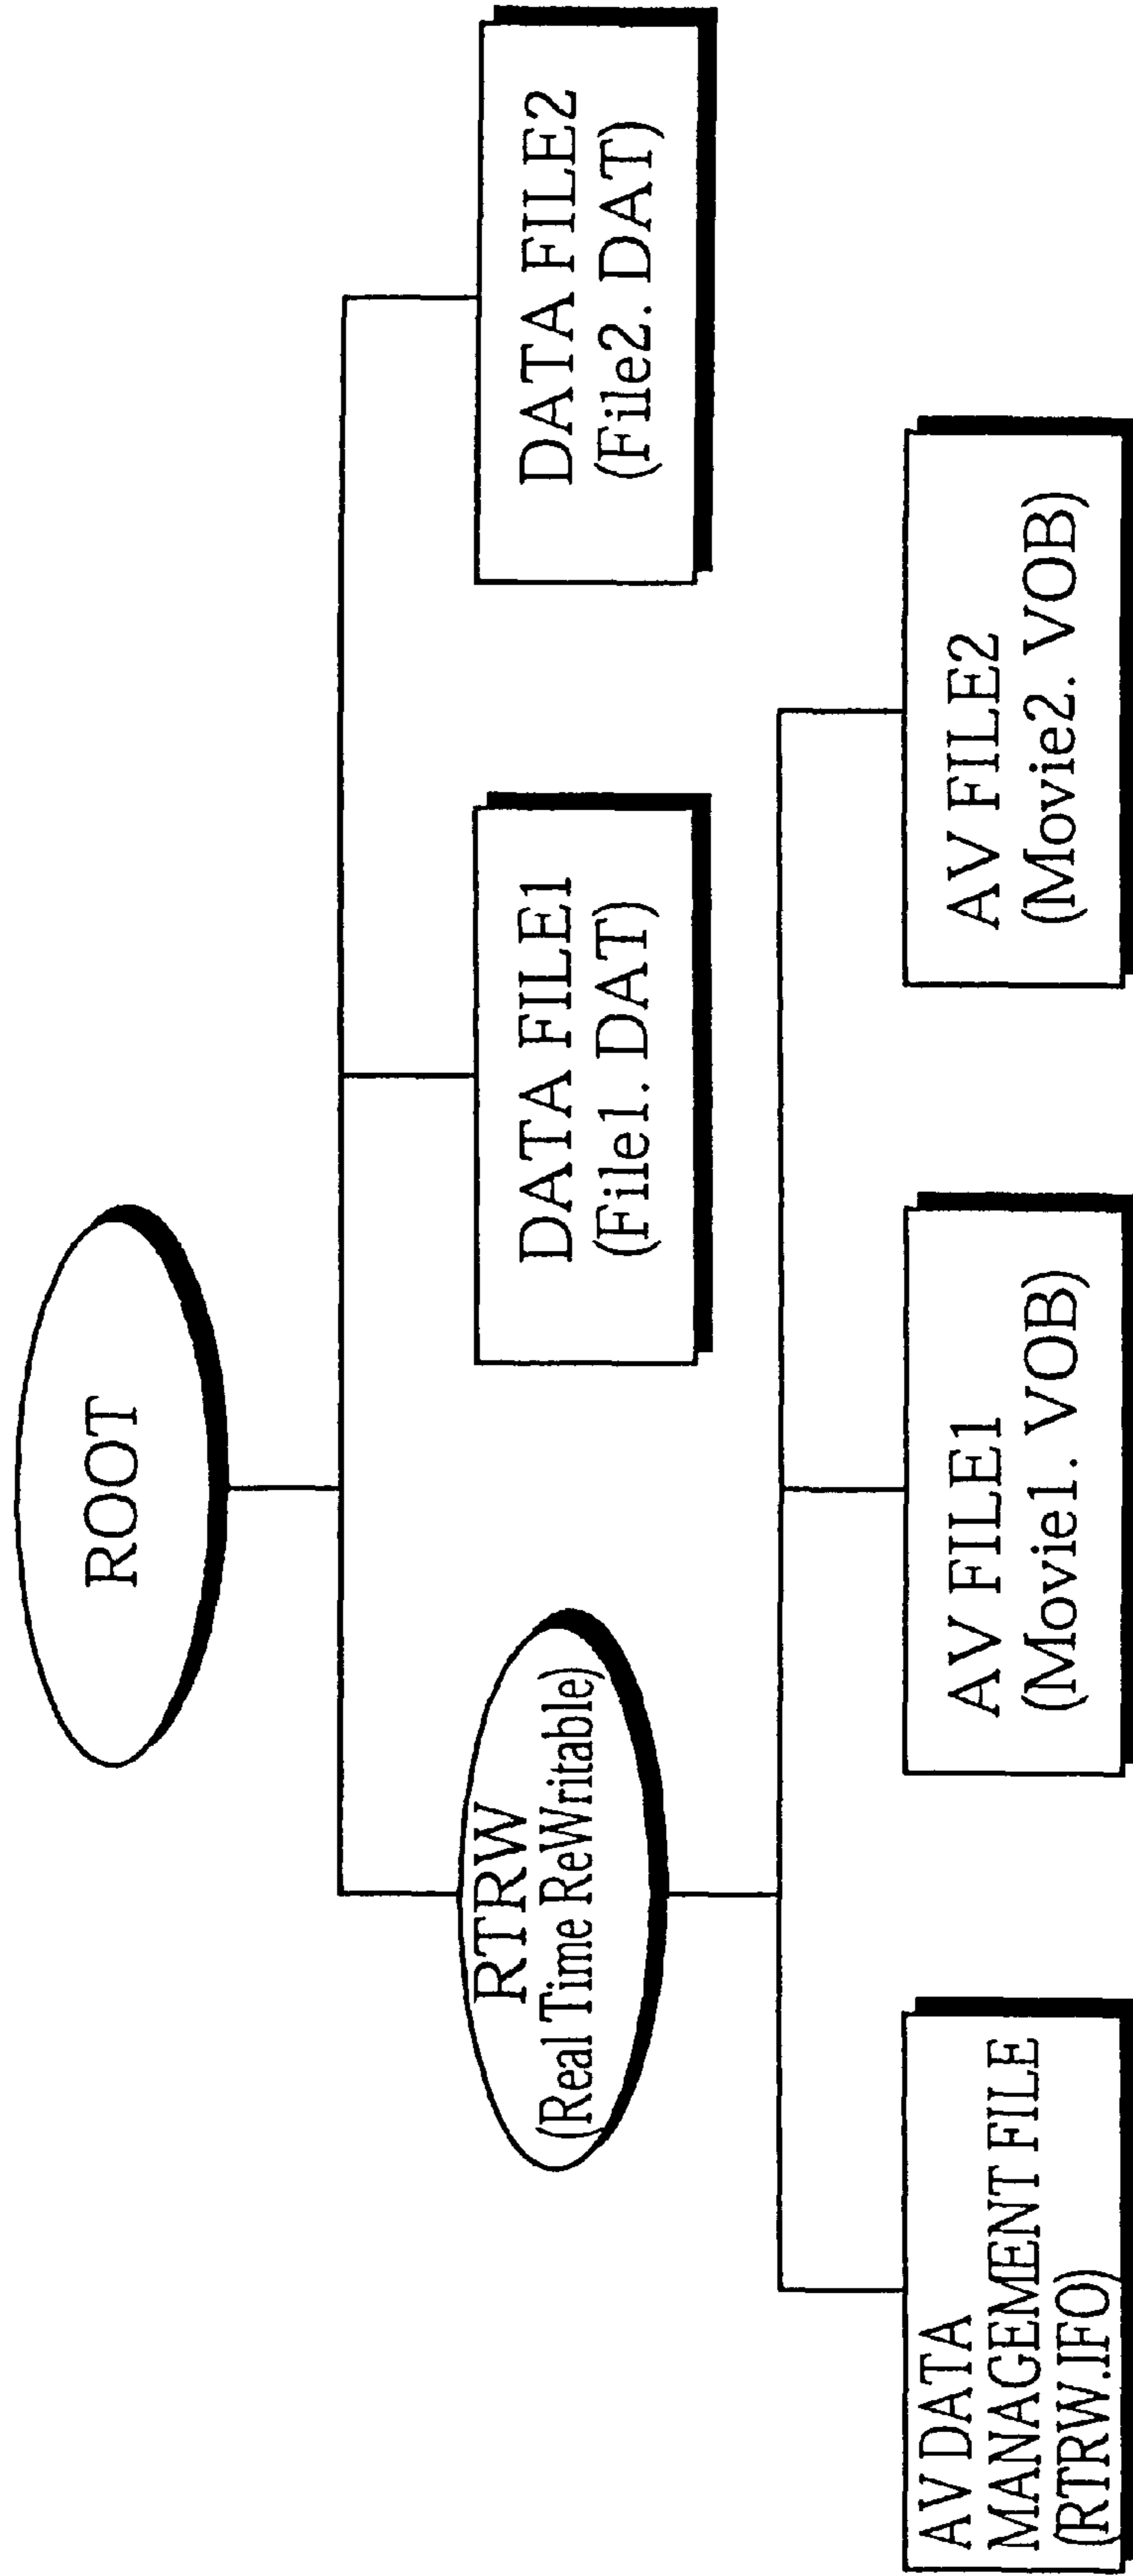 ROOT
RTRW
(Real Time ReWritable)
DATA FILE1
(File1. DAT)
DATA FILE2
(File2. DAT)
AV DATA
MANAGEMENT FILE
(RTRW.IFO)
AV FILE1
(Movie1. VOB)
AV FILE2
(Movie2. VOB)